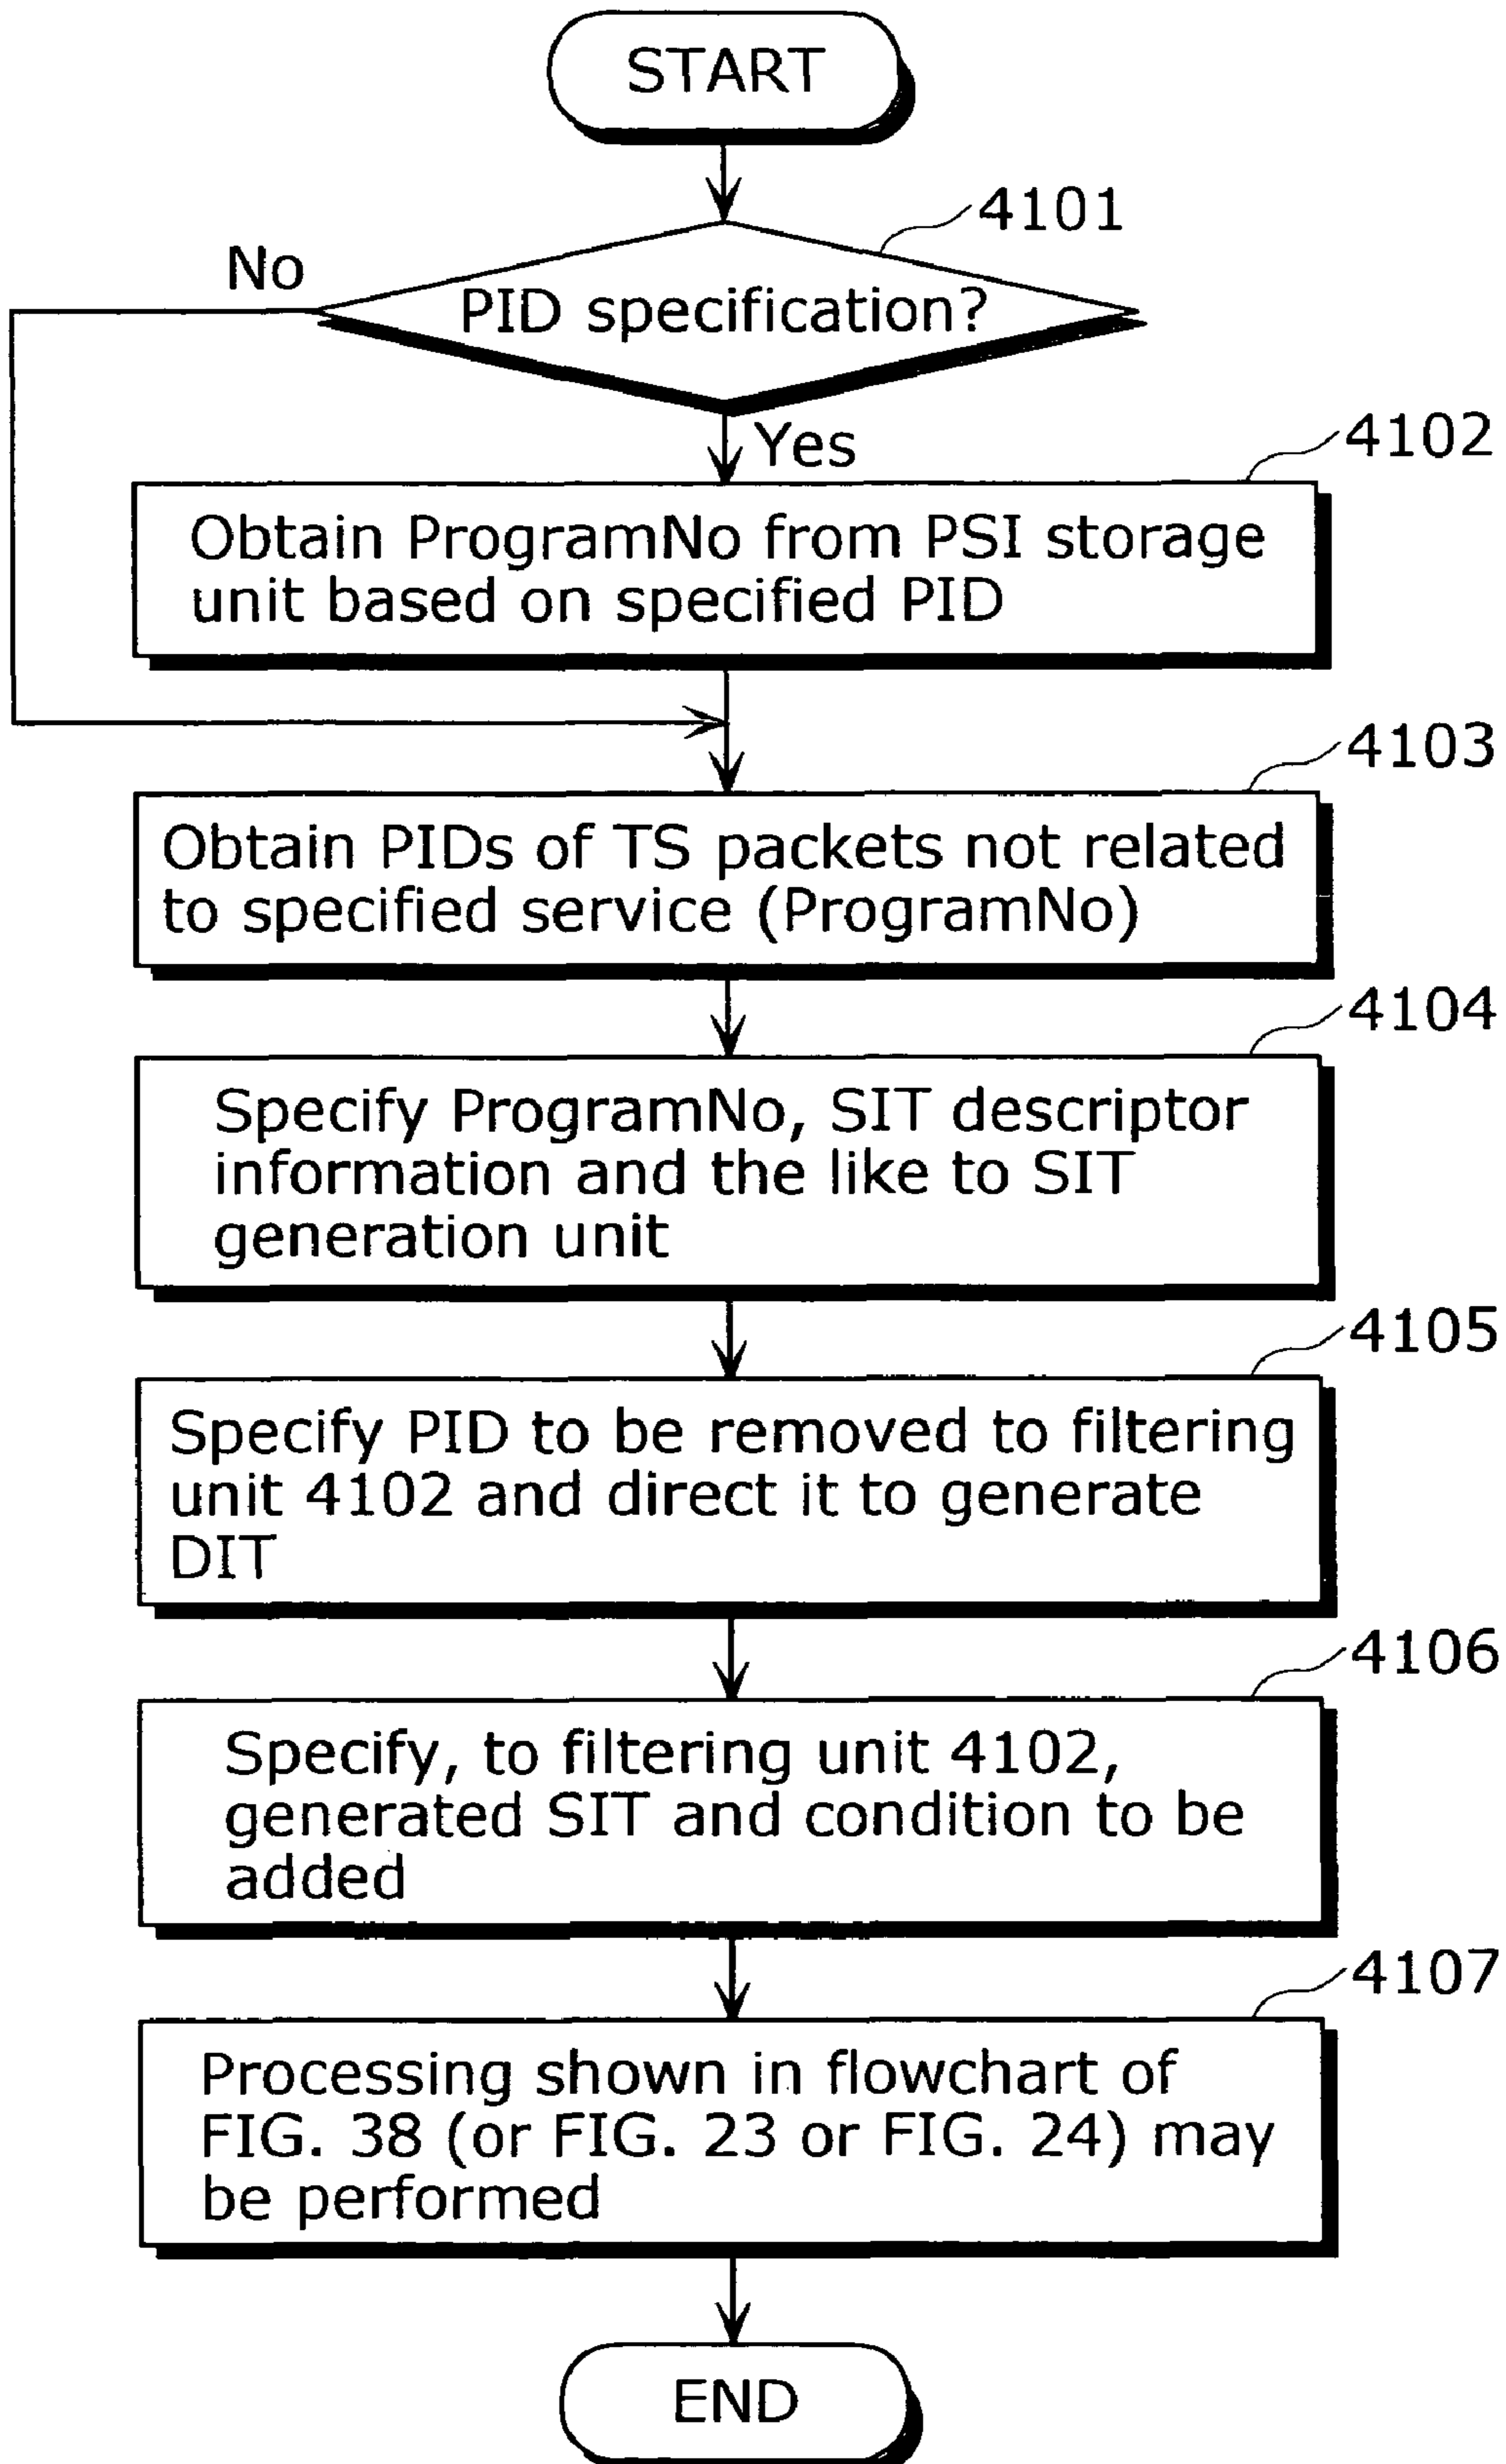 START
4101
No
PID specification?
Yes
4102
Obtain ProgramNo from PSI storage
unit based on specified PID
4103
Obtain PIDs of TS packets not related
to specified service (ProgramNo)
4104
Specify ProgramNo, SIT descriptor
information and the like to SIT
generation unit
4105
Specify PID to be removed to filtering
unit 4102 and direct it to generate
DIT
4106
Specify, to filtering unit 4102,
generated SIT and condition to be
added
4107
Processing shown in flowchart of
FIG. 38 (or FIG. 23 or FIG. 24) may
be performed
END